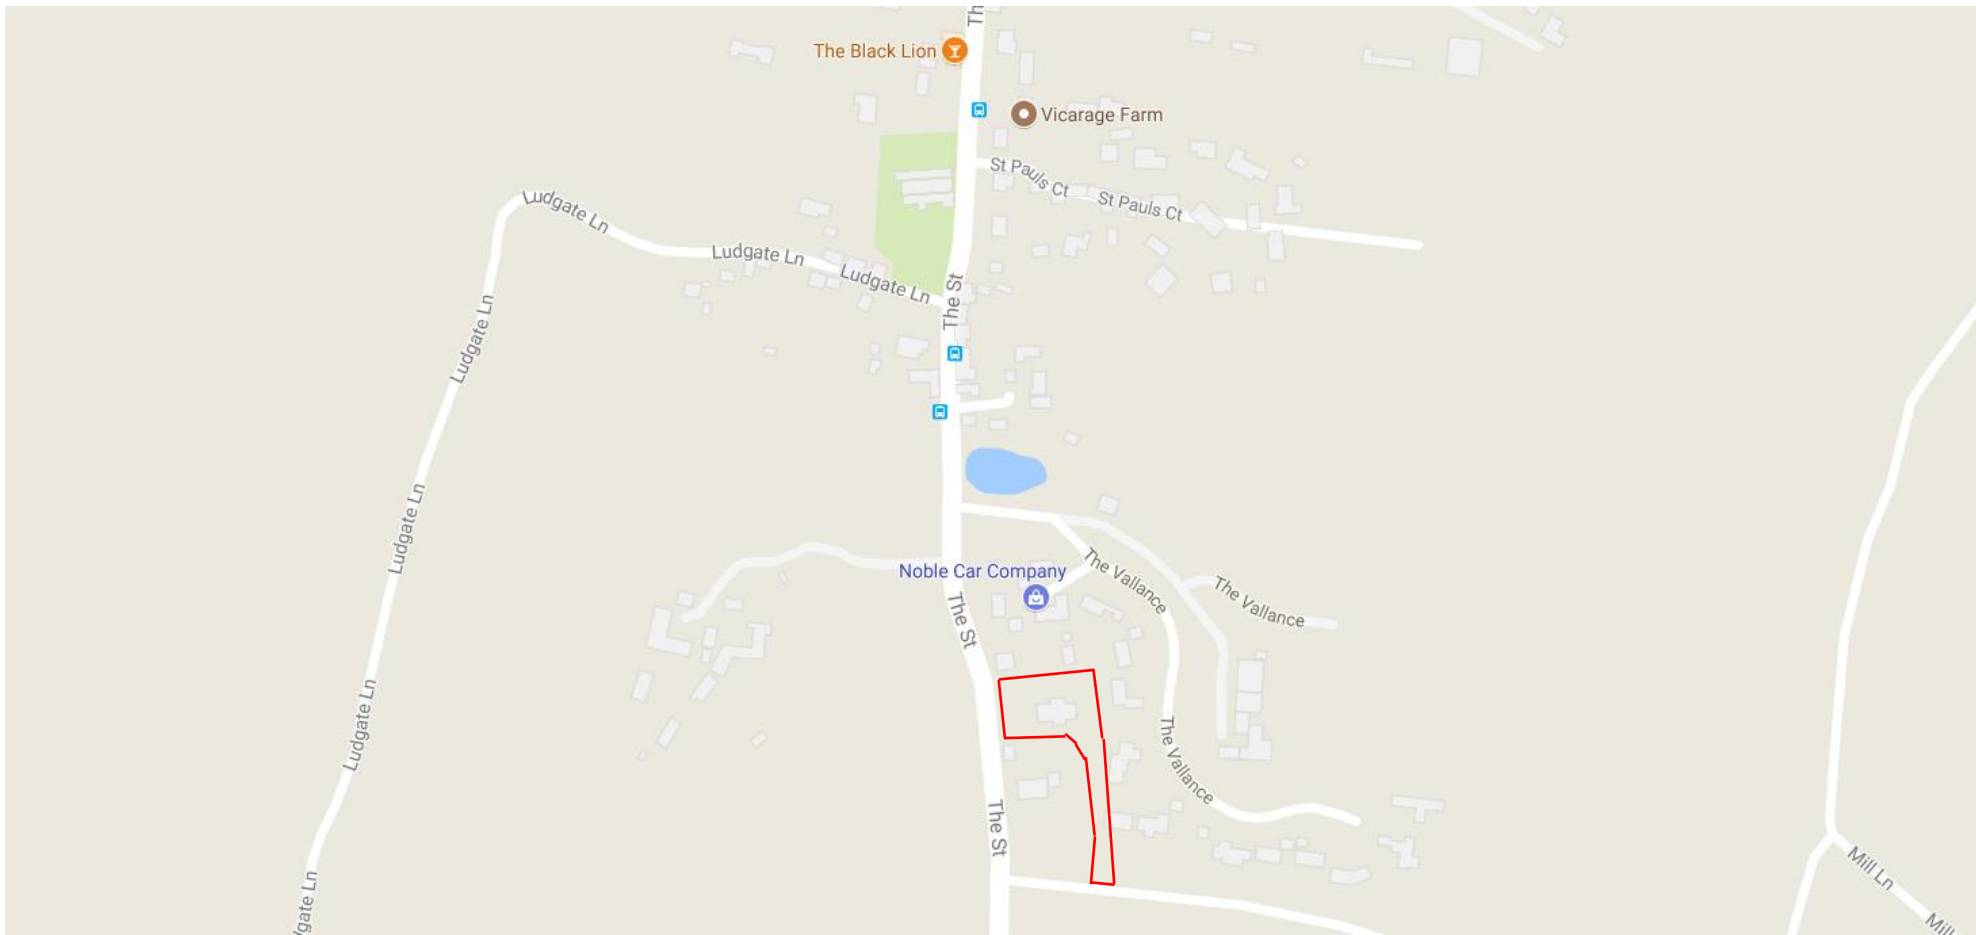 Th
The Black Lion
Vicarage Farm
St Pauls Ct
St Pauls Ct
Ludgate Ln
Ludgate Ln
Ludgate Ln
The St
Ludgate Ln
Ludgate Ln
The Vallance
Noble Car Company
The Vallance
The St
Ludgate Ln
The Vallance
The St
Mill Ln
lgate Ln
Mill